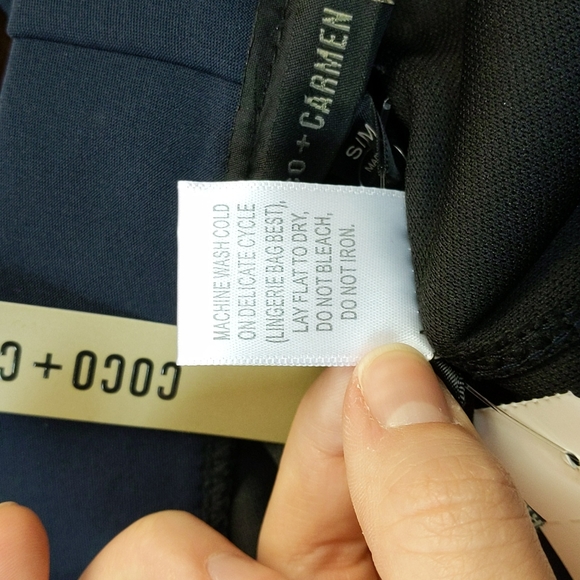 CO + CARMEN
S/M
MACHINE WASH COLD
ON DELICATE CYCLE
(LINGERIE BAG BEST),
LAY FLAT TO DRY,
DO NOT BLEACH,
DO NOT IRON.
COCO + C